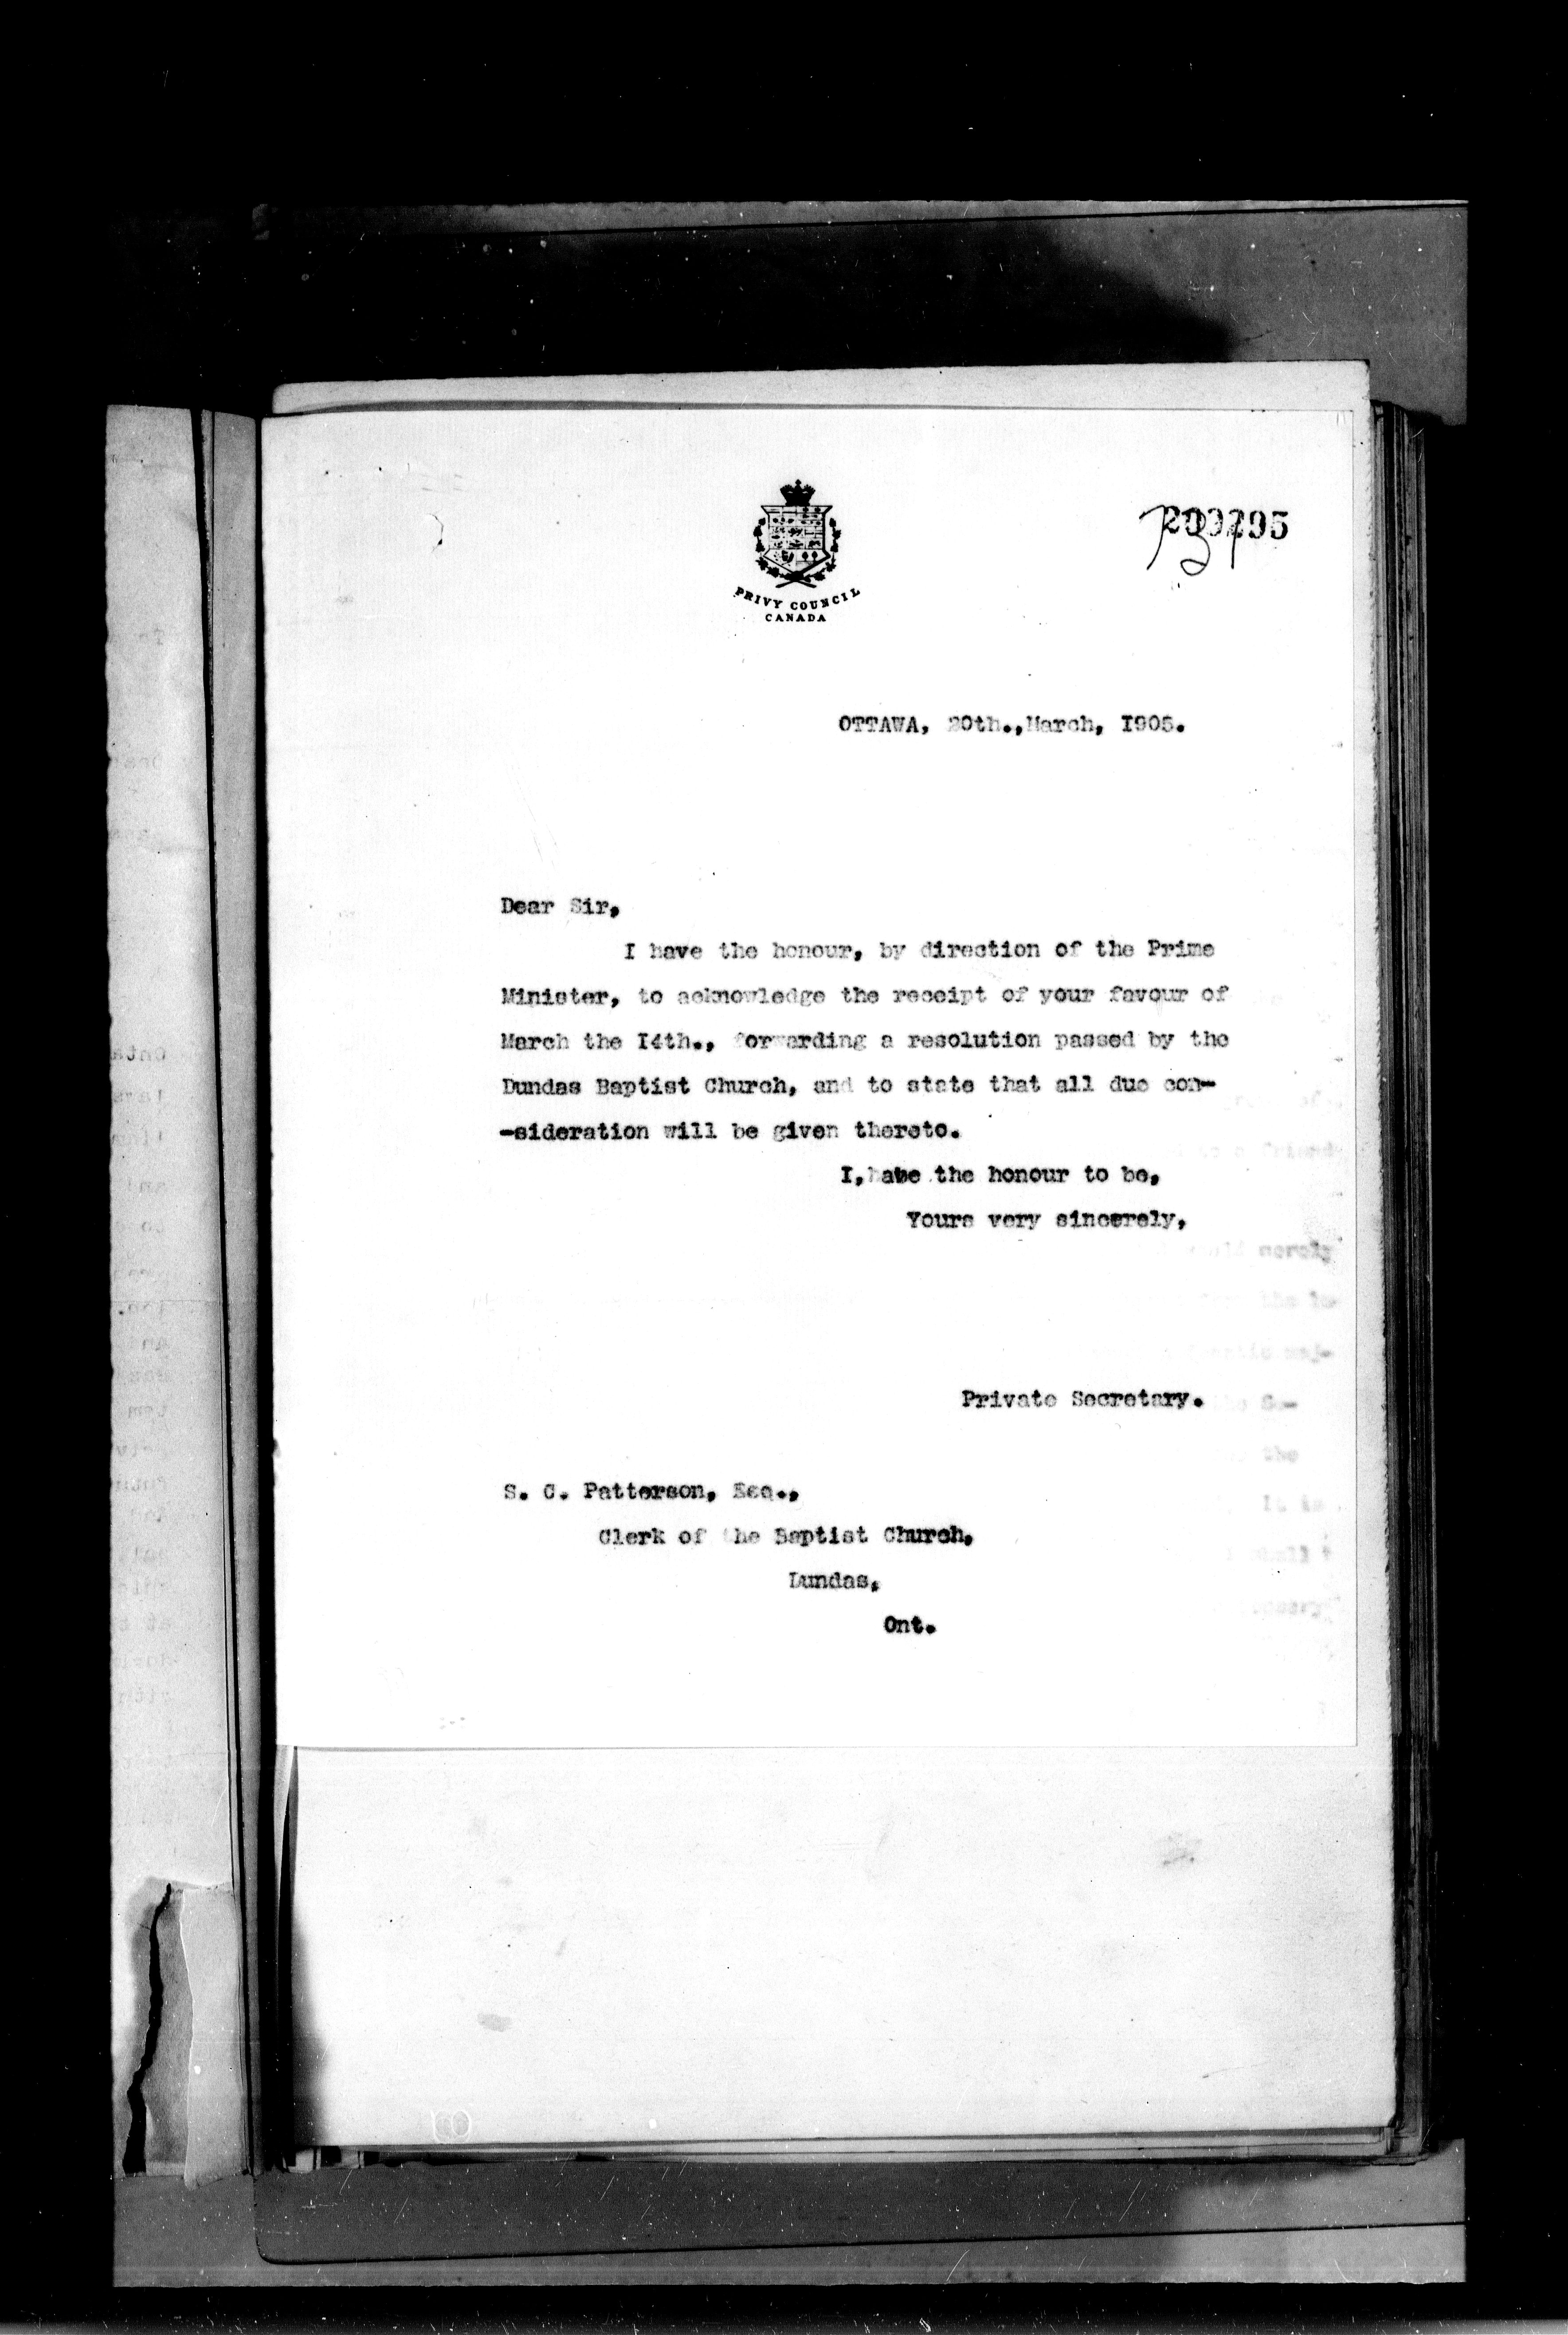 PRIVY COUNCIL
CANADA
OTTAWA, 20th.,March, I905.
Dear Sir,
I have the honour, by direction of the Prime
Minister, to acknowledge the receipt of your favour of
March the I4th., forwarding a resolution passed by the
Dundas Baptist Church, and to state that all due con-
-sideration will be given thereto.
I, have the honour to be,
Yours very sincerely,
Private Secretary.
S. C. Patterson, Esq.,
Clerk of the Baptist Church,
Dundas,
Ont.